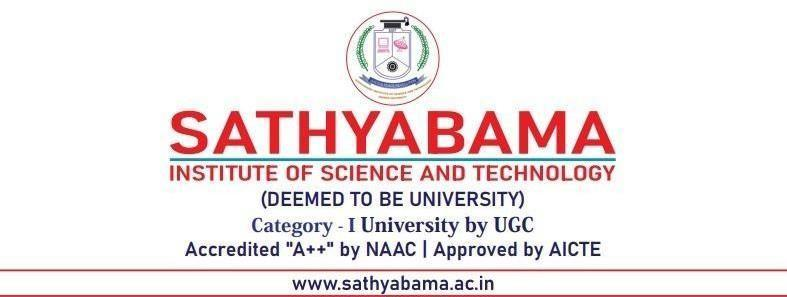 SATHYABAMA
INSTITUTE OF SCIENCE AND TECHNOLOGY
(DEEMED TO BE UNIVERSITY)
Category - I University by UGC
Accredited "A++" by NAAC | Approved by AICTE
www.sathyabama.ac.in